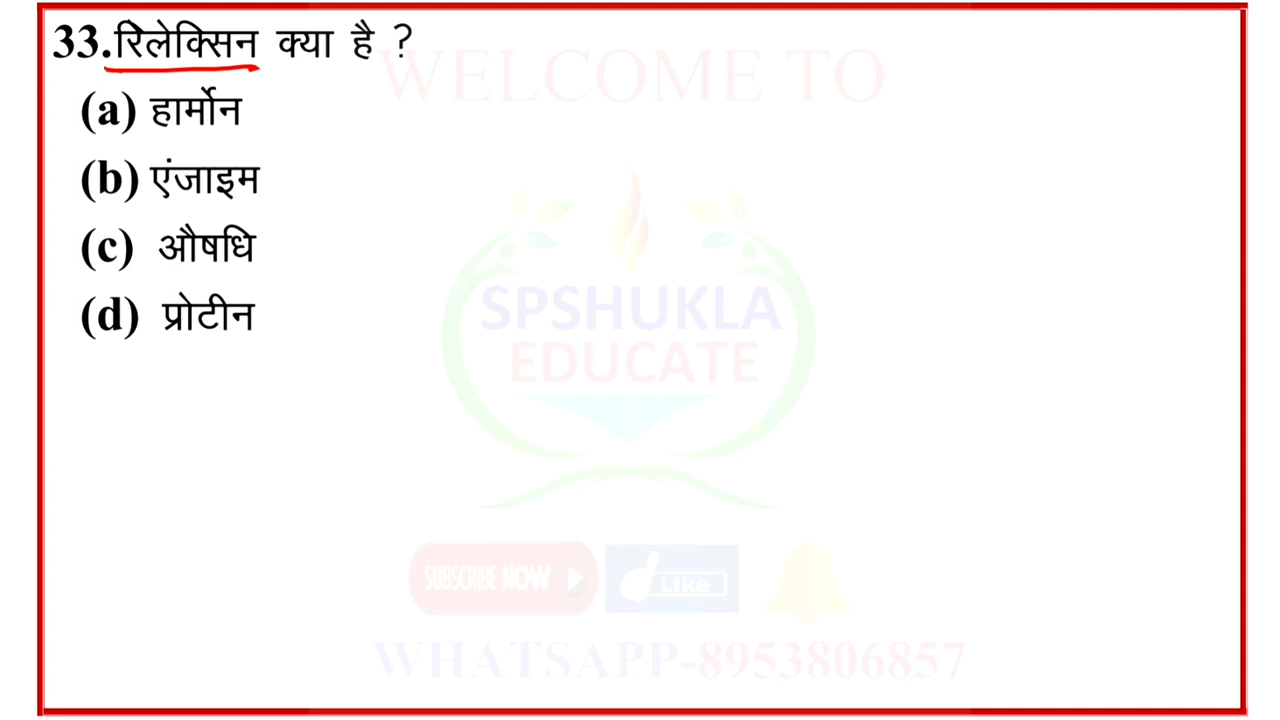 33.रिलेक्सिन क्या है ?
WELCOME TO
(a) हार्मोन
(b) एंजाइम
(c) औषधि
(d) प्रोटीन
SPSHUKLA
EDUCATE
SUBSCRIBE NOW
Like
WHATSAPP-8953806857